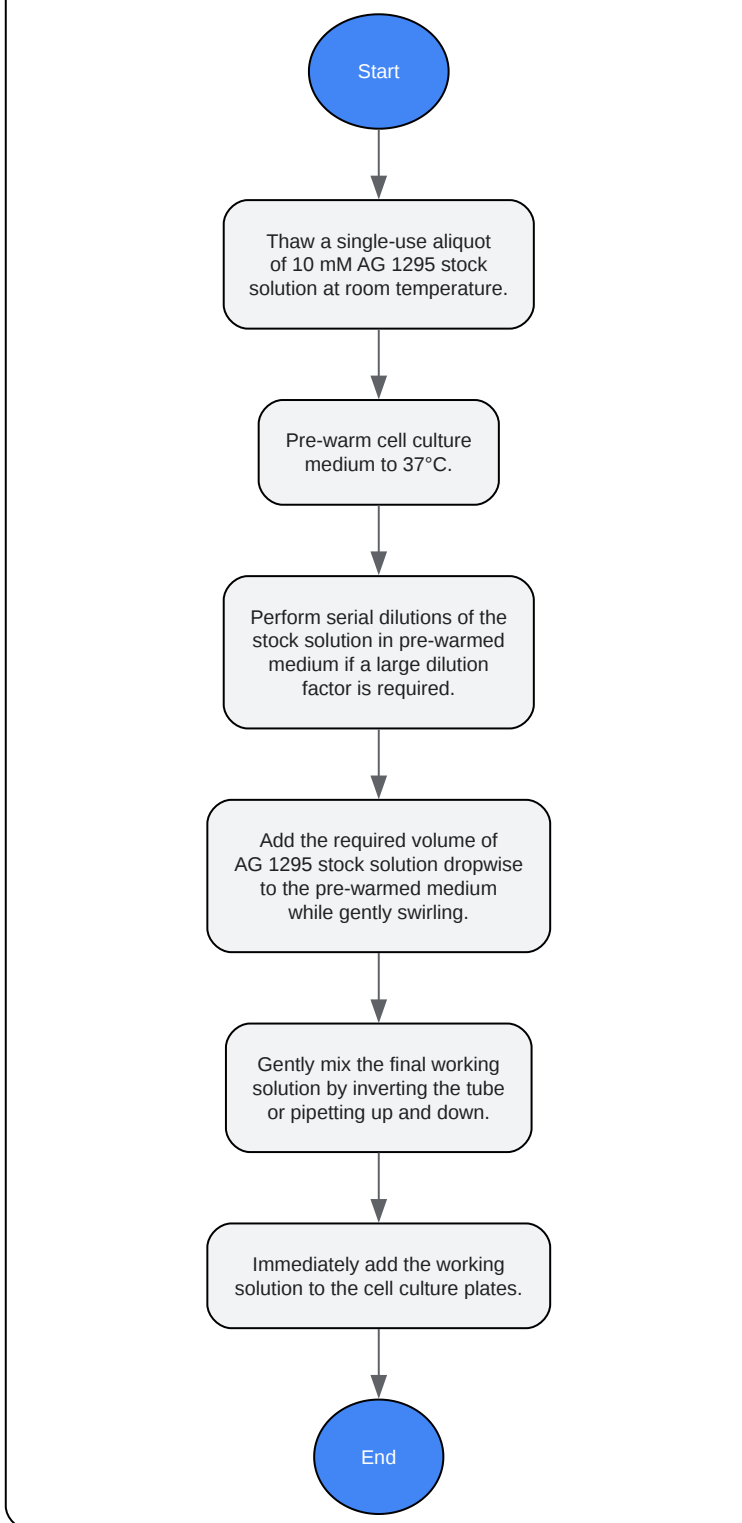 Start
Thaw a single-use aliquot
of 10 mM AG 1295 stock
solution at room temperature.
Pre-warm cell culture
medium to 37°C.
Perform serial dilutions of the
stock solution in pre-warmed
medium if a large dilution
factor is required.
Add the required volume of
AG 1295 stock solution dropwise
to the pre-warmed medium
while gently swirling.
Gently mix the final working
solution by inverting the tube
or pipetting up and down.
Immediately add the working
solution to the cell culture plates.
End